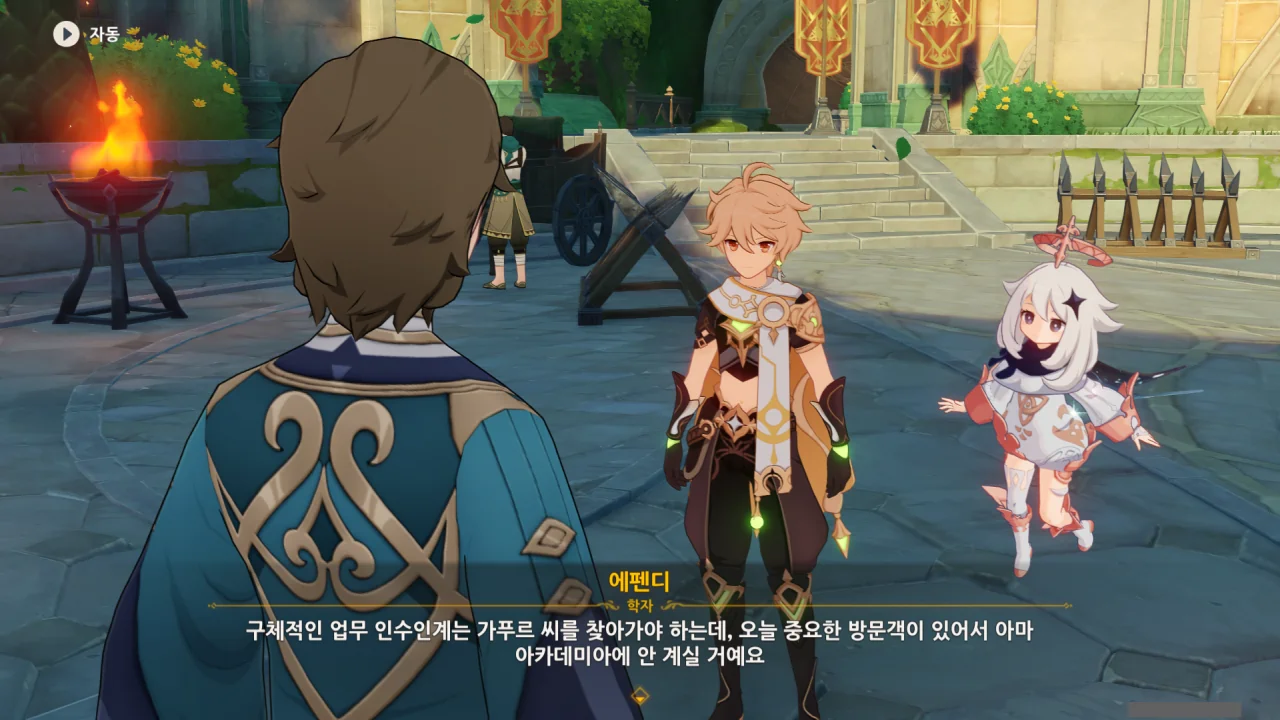 자동
에펜디
학자
구체적인 업무 인수인계는 가푸르 씨를 찾아가야 하는데, 오늘 중요한 방문객이 있어서 아마
아카데미아에 안 계실 거예요